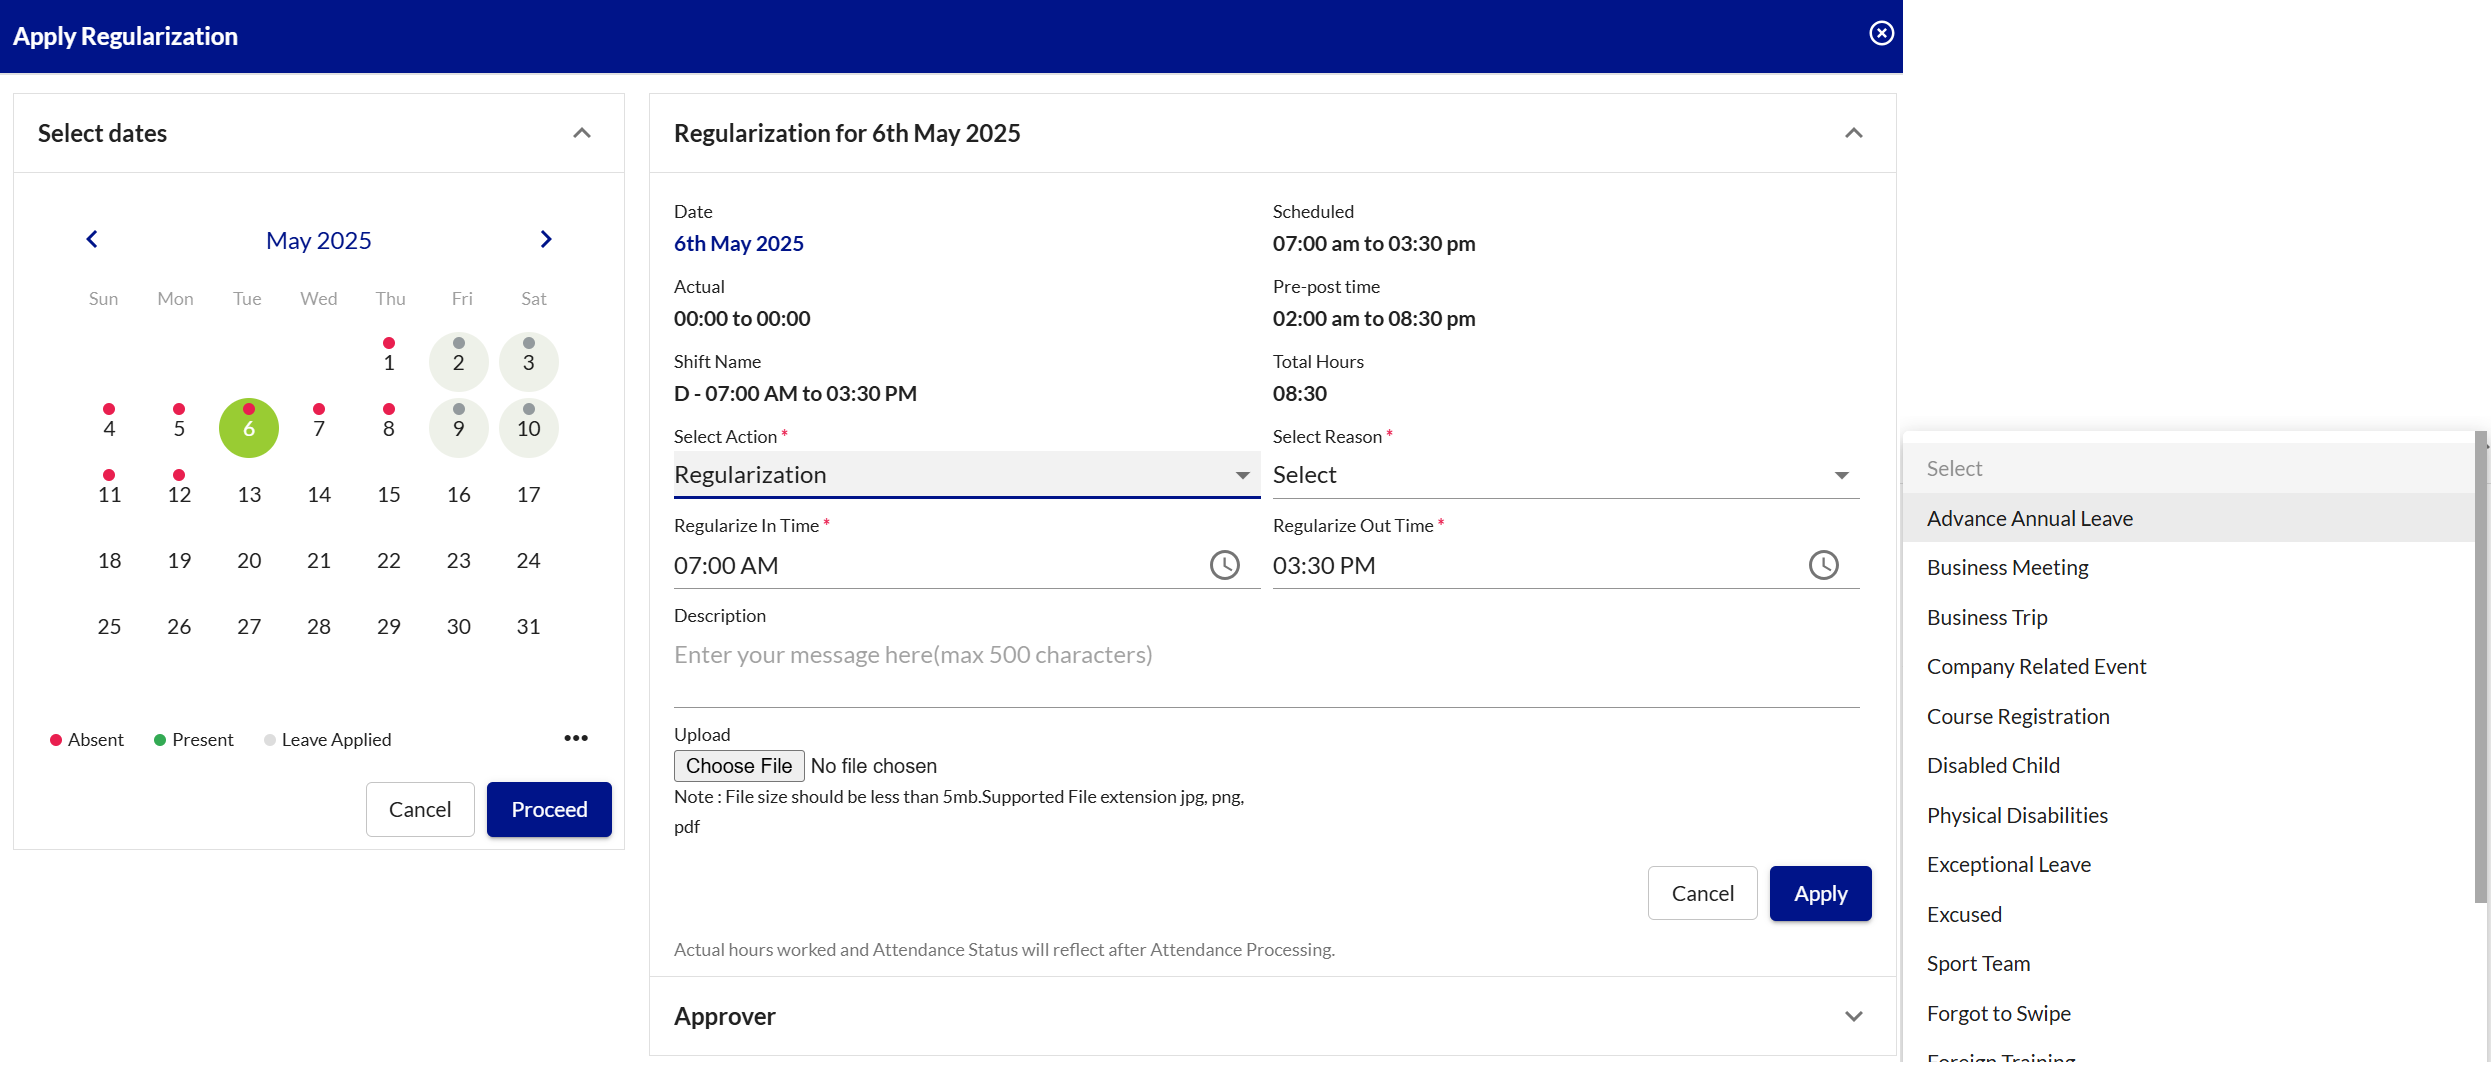 Apply Regularization
Select dates
May 2025
Sun Mon Tue Wed Thu Fri Sat
1 2 3
4 5 6 7 8 9 10
11 12 13 14 15 16 17
18 19 20 21 22 23 24
25 26 27 28 29 30 31
Absent Present Leave Applied
Cancel Proceed
Regularization for 6th May 2025
Date Scheduled
6th May 2025 07:00 am to 03:30 pm
Actual Pre-post time
00:00 to 00:00 02:00 am to 08:30 pm
Shift Name Total Hours
D - 07:00 AM to 03:30 PM 08:30
Select Action * Select Reason *
Regularization Select
Regularize In Time * Regularize Out Time *
07:00 AM 03:30 PM
Description
Enter your message here(max 500 characters)
Upload
Choose File No file chosen
Note : File size should be less than 5mb.Supported File extension jpg, png,
pdf
Cancel Apply
Actual hours worked and Attendance Status will reflect after Attendance Processing.
Approver
Select
Advance Annual Leave
Business Meeting
Business Trip
Company Related Event
Course Registration
Disabled Child
Physical Disabilities
Exceptional Leave
Excused
Sport Team
Forgot to Swipe
Foreign Training